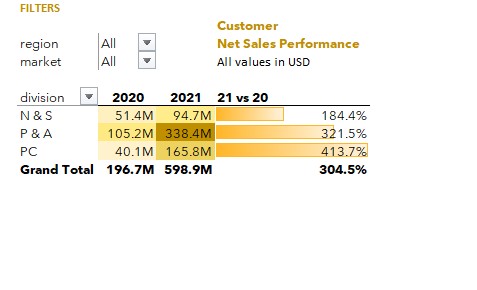 FILTERS
Customer
region All Net Sales Performance
market All All values in USD
division 2020 2021 21 vs 20
N & S 51.4M 94.7M 184.4%
P & A 105.2M 338.4M 321.5%
PC 40.1M 165.8M 413.7%
Grand Total 196.7M 598.9M 304.5%